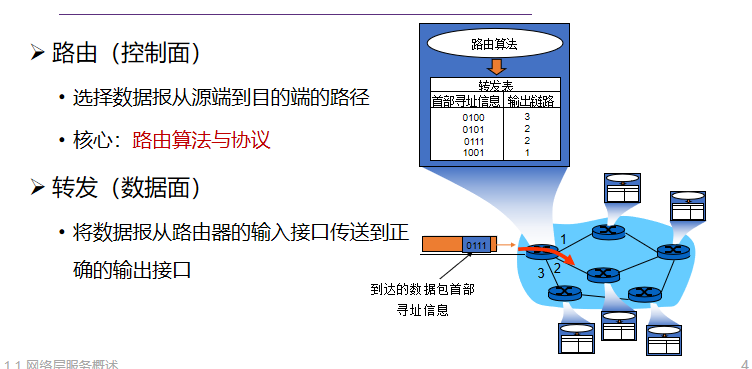 路由（控制面）
选择数据报从源端到目的端的路径
核心：路由算法与协议
转发（数据面）
将数据报从路由器的输入接口传送到正
确的输出接口
路由算法
转发表
首部寻址信息 输出链路
0100 3
0101 2
0111 2
1001 1
0111
1
2
3
到达的数据包首部
寻址信息
1.1 网络层服务概述
4